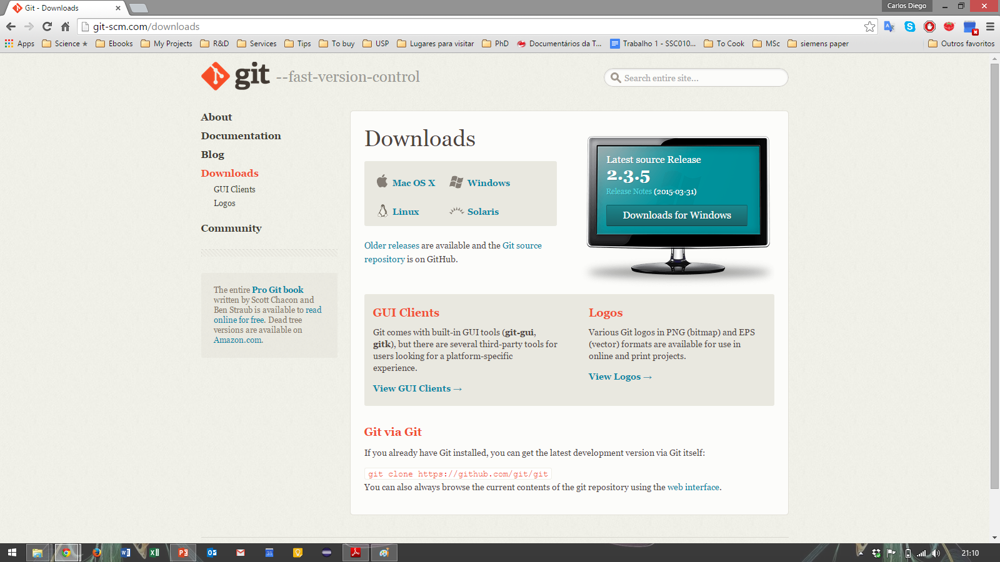 Git - Downloads
Carlos Diego
git-scm.com/downloads
Apps Science ★ Ebooks My Projects R&D Services Tips To buy USP Lugares para visitar PhD Documentários da T... Trabalho 1 - SSC010... To Cook MSc siemens paper Outros favoritos
git --fast-version-control
Search entire site...
About
Documentation
Blog
Downloads
GUI Clients
Logos
Community
The entire Pro Git book
written by Scott Chacon and
Ben Straub is available to read
online for free. Dead tree
versions are available on
Amazon.com.
Downloads
Mac OS X Windows
Linux Solaris
Older releases are available and the Git source
repository is on GitHub.
Latest source Release
2.3.5
Release Notes (2015-03-31)
Downloads for Windows
GUI Clients
Git comes with built-in GUI tools (git-gui,
gitk), but there are several third-party tools for
users looking for a platform-specific
experience.
View GUI Clients →
Logos
Various Git logos in PNG (bitmap) and EPS
(vector) formats are available for use in
online and print projects.
View Logos →
Git via Git
If you already have Git installed, you can get the latest development version via Git itself:
git clone https://github.com/git/git
You can also always browse the current contents of the git repository using the web interface.
31
21:10